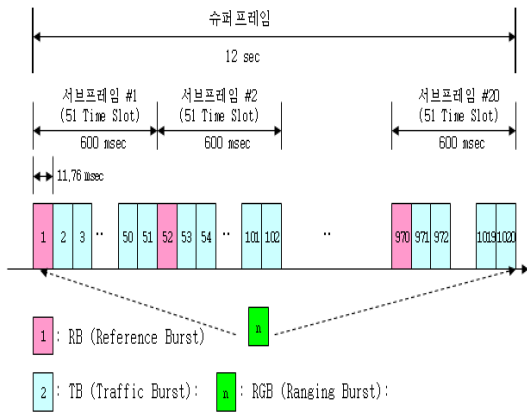 슈퍼프레임
12 sec
서브프레임 #1
(51 Time Slot)
600 msec
서브프레임 #2
(51 Time Slot)
600 msec
서브프레임 #20
(51 Time Slot)
600 msec
11,76 msec
1 2 3 ·· 50 51 52 53 54 ·· 101 102 ·· 970 971 972 1019 1020
n
1 : RB (Reference Burst)
2 : TB (Traffic Burst): n : RGB (Ranging Burst):